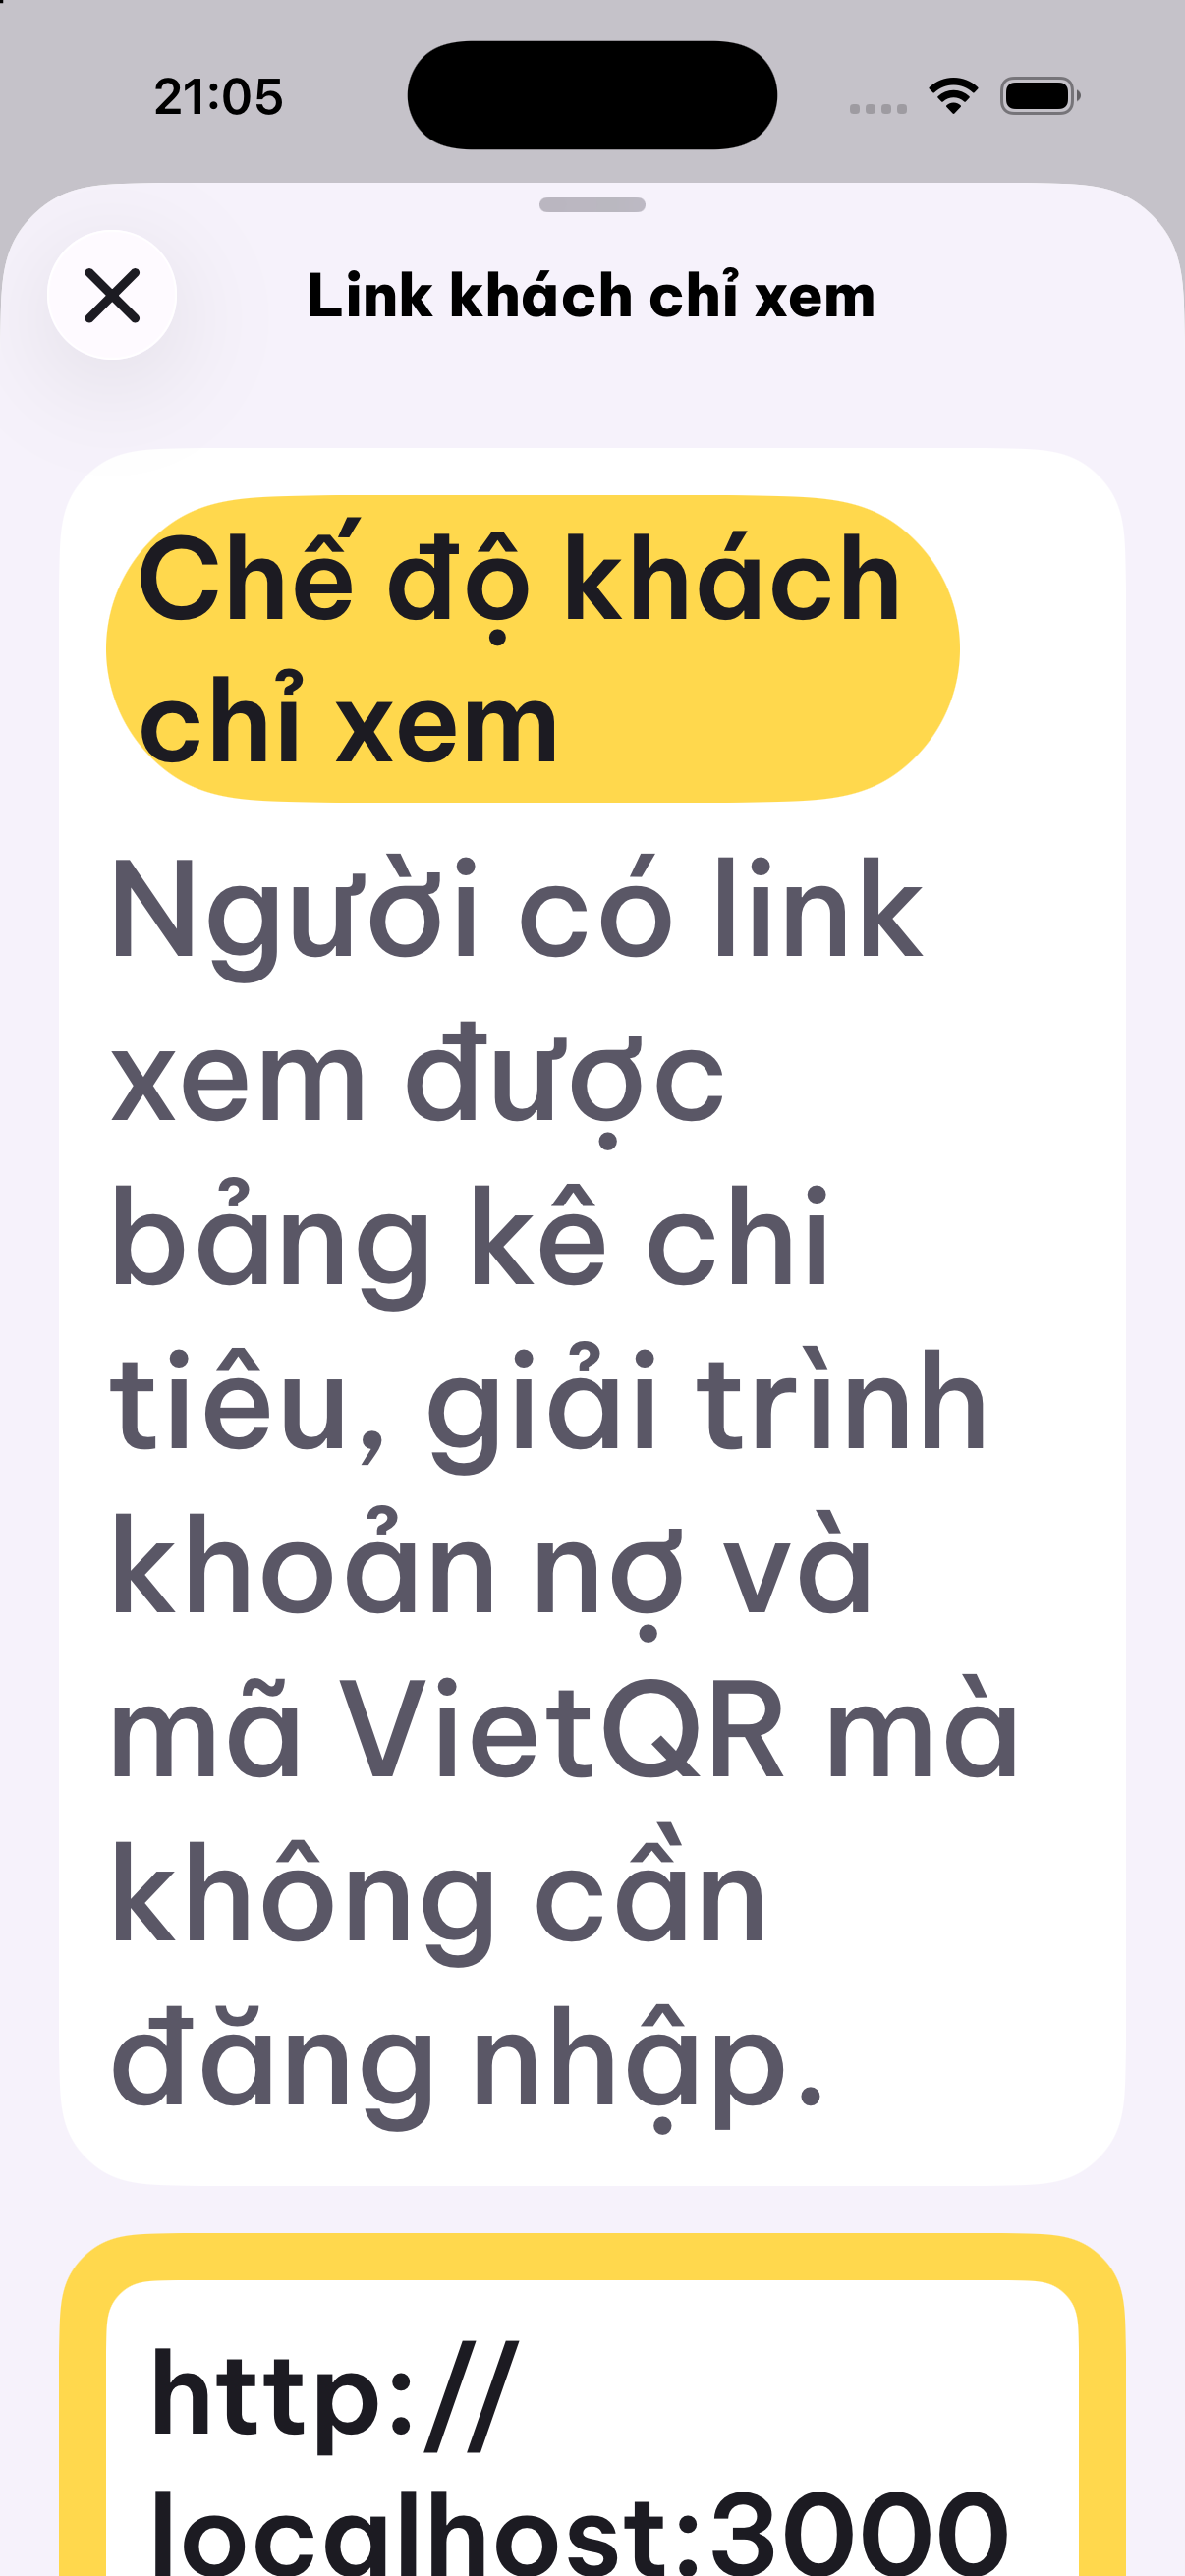 21:05
Link khách chỉ xem
Chế độ khách
chỉ xem
Người có link
xem được
bảng kê chi
tiêu, giải trình
khoản nợ và
mã VietQR mà
không cần
đăng nhập.
http://
localhost:3000